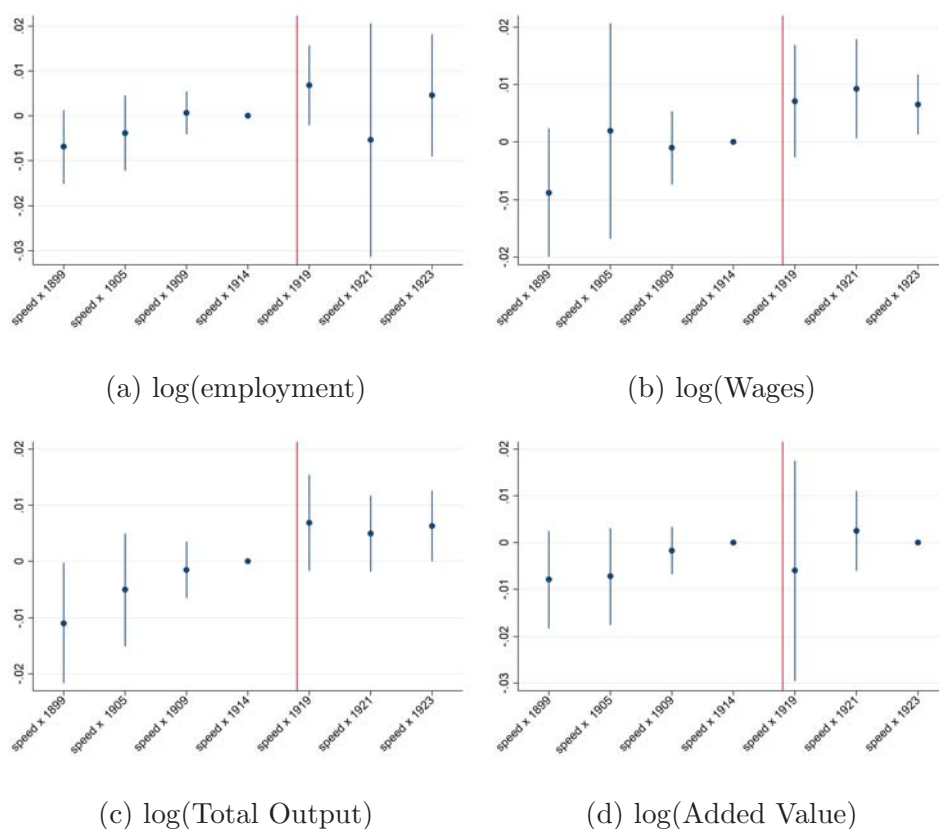 .02
.01
0
-.01
-.02
-.03
speed x 1899
speed x 1905
speed x 1909
speed x 1914
speed x 1919
speed x 1921
speed x 1923
(a) log(employment)
.02
.01
0
-.01
-.02
speed x 1899
speed x 1905
speed x 1909
speed x 1914
speed x 1919
speed x 1921
speed x 1923
(b) log(Wages)
.02
.01
0
-.01
-.02
speed x 1899
speed x 1905
speed x 1909
speed x 1914
speed x 1919
speed x 1921
speed x 1923
(c) log(Total Output)
.02
.01
0
-.01
-.02
-.03
speed x 1899
speed x 1905
speed x 1909
speed x 1914
speed x 1919
speed x 1921
speed x 1923
(d) log(Added Value)